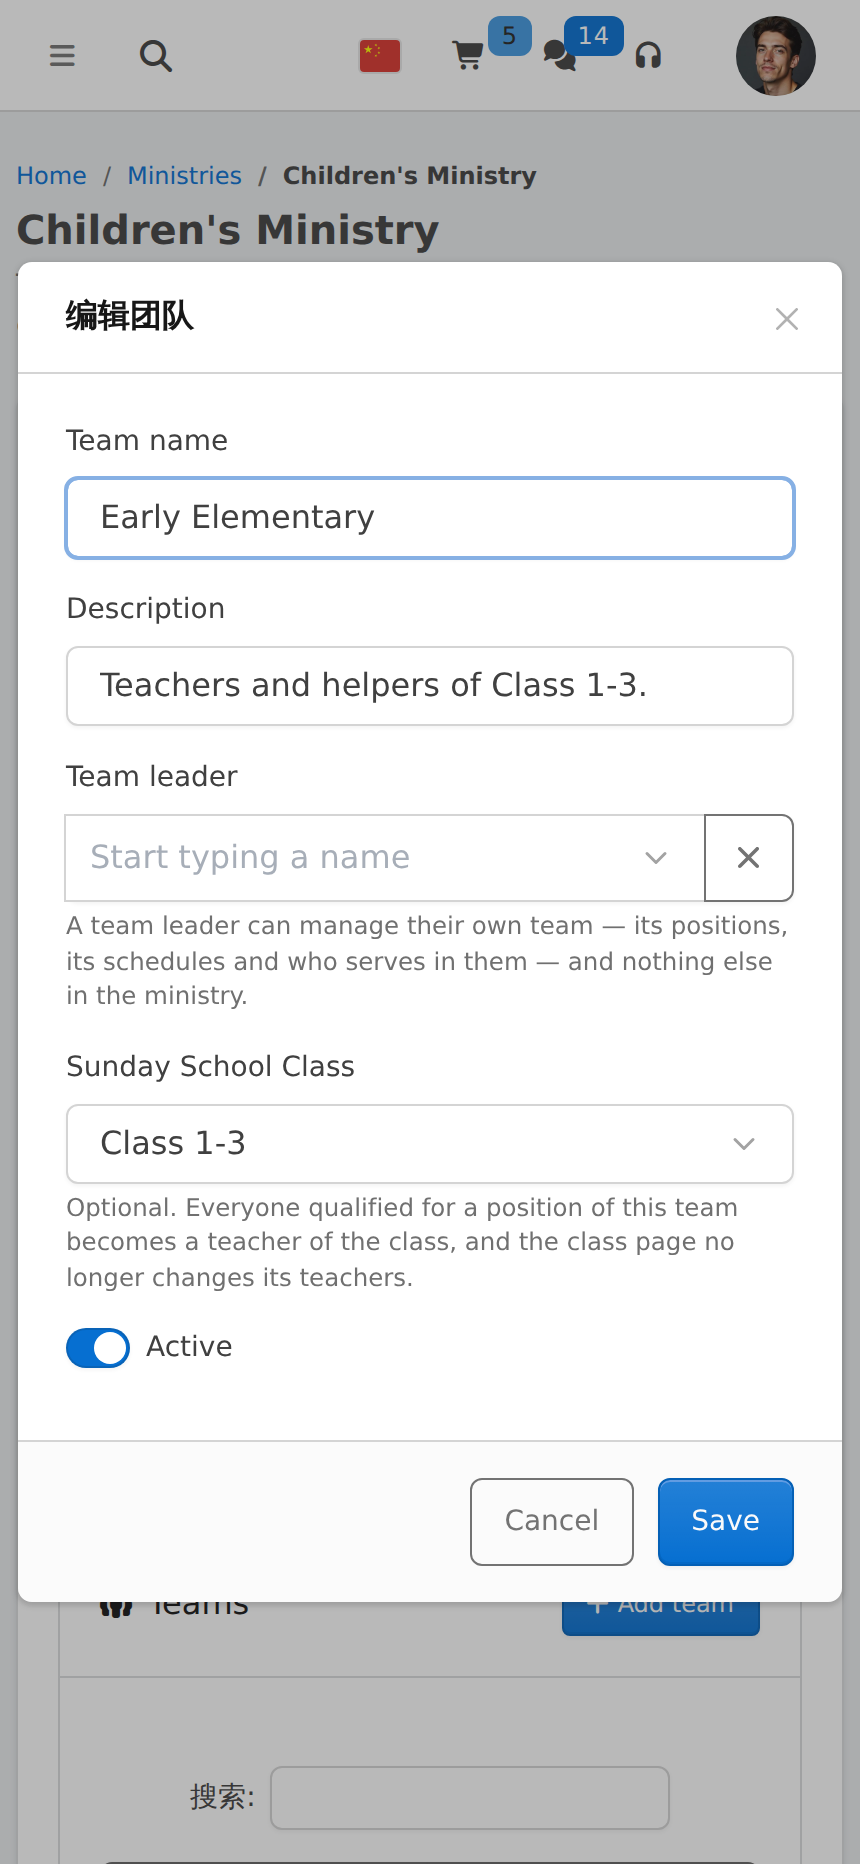 5
14
Home / Ministries / Children's Ministry
Children's Ministry
编辑团队
Team name
Early Elementary
Description
Teachers and helpers of Class 1-3.
Team leader
Start typing a name
A team leader can manage their own team — its positions,
its schedules and who serves in them — and nothing else
in the ministry.
Sunday School Class
Class 1-3
Optional. Everyone qualified for a position of this team
becomes a teacher of the class, and the class page no
longer changes its teachers.
Active
Cancel
Save
Teams
+ Add team
搜索: